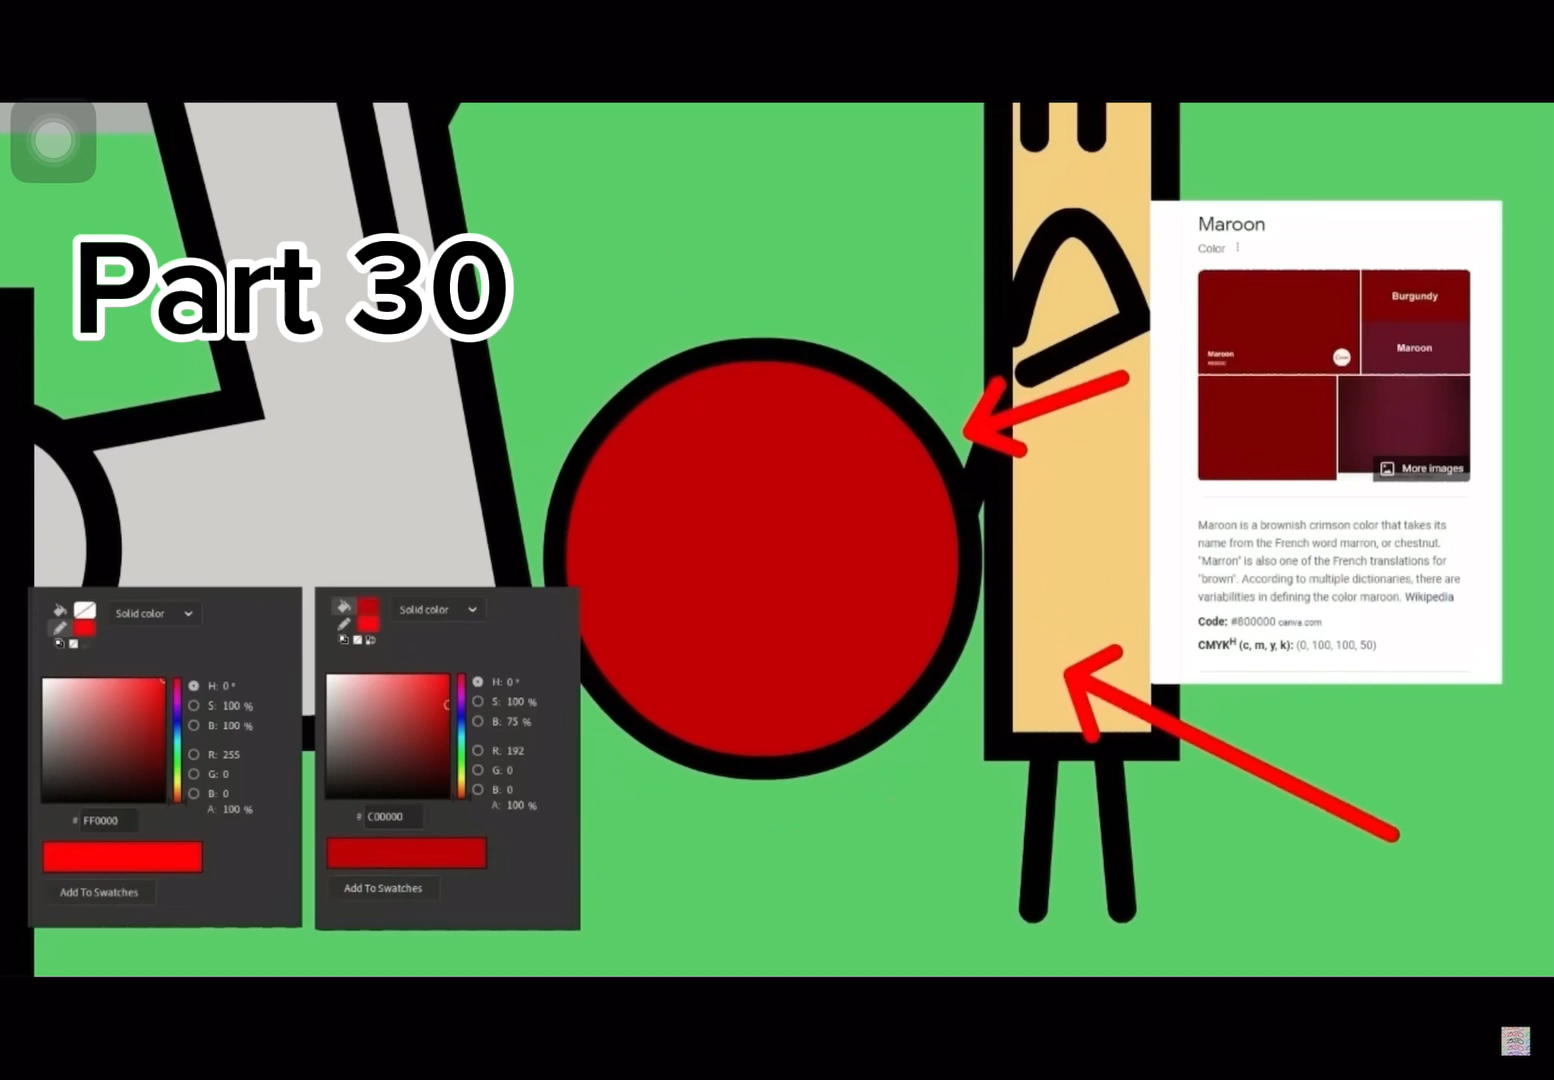 Part 30
Maroon
Color
Burgundy
Maroon
Maroon
More images
Maroon is a brownish crimson color that takes its
name from the French word marron, or chestnut.
"Marron" is also one of the French translations for
"brown". According to multiple dictionaries, there are
variabilities in defining the color maroon. Wikipedia
Code: #800000 canva.com
CMYKH (c, m, y, k): (0, 100, 100, 50)
Solid color
H: 0 °
S: 100 %
B: 100 %
R: 255
G: 0
B: 0
A: 100 %
# FF0000
Add To Swatches
Solid color
H: 0 °
S: 100 %
B: 75 %
R: 192
G: 0
B: 0
A: 100 %
# C00000
Add To Swatches